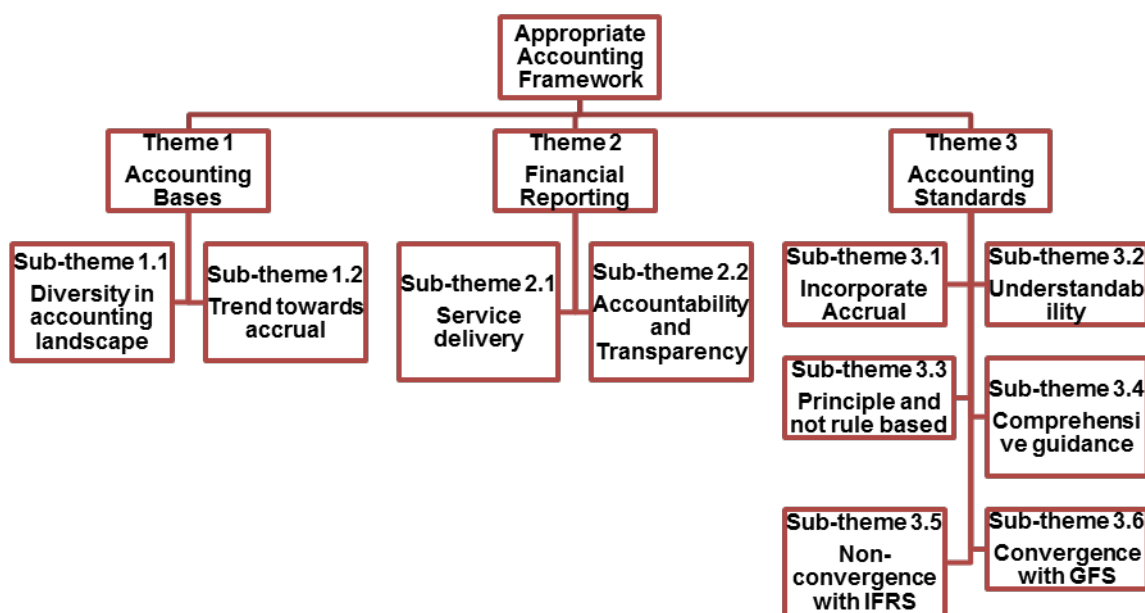 Appropriate
Accounting
Framework
Theme 1
Accounting
Bases
Theme 2
Financial
Reporting
Theme 3
Accounting
Standards
Sub-theme 1.1
Diversity in
accounting
landscape
Sub-theme 1.2
Trend towards
accrual
Sub-theme 2.1
Service
delivery
Sub-theme 2.2
Accountability
and
Transparency
Sub-theme 3.1
Incorporate
Accrual
Sub-theme 3.2
Understandab
ility
Sub-theme 3.3
Principle and
not rule based
Sub-theme 3.4
Comprehensi
ve guidance
Sub-theme 3.5
Non-
convergence
with IFRS
Sub-theme 3.6
Convergence
with GFS